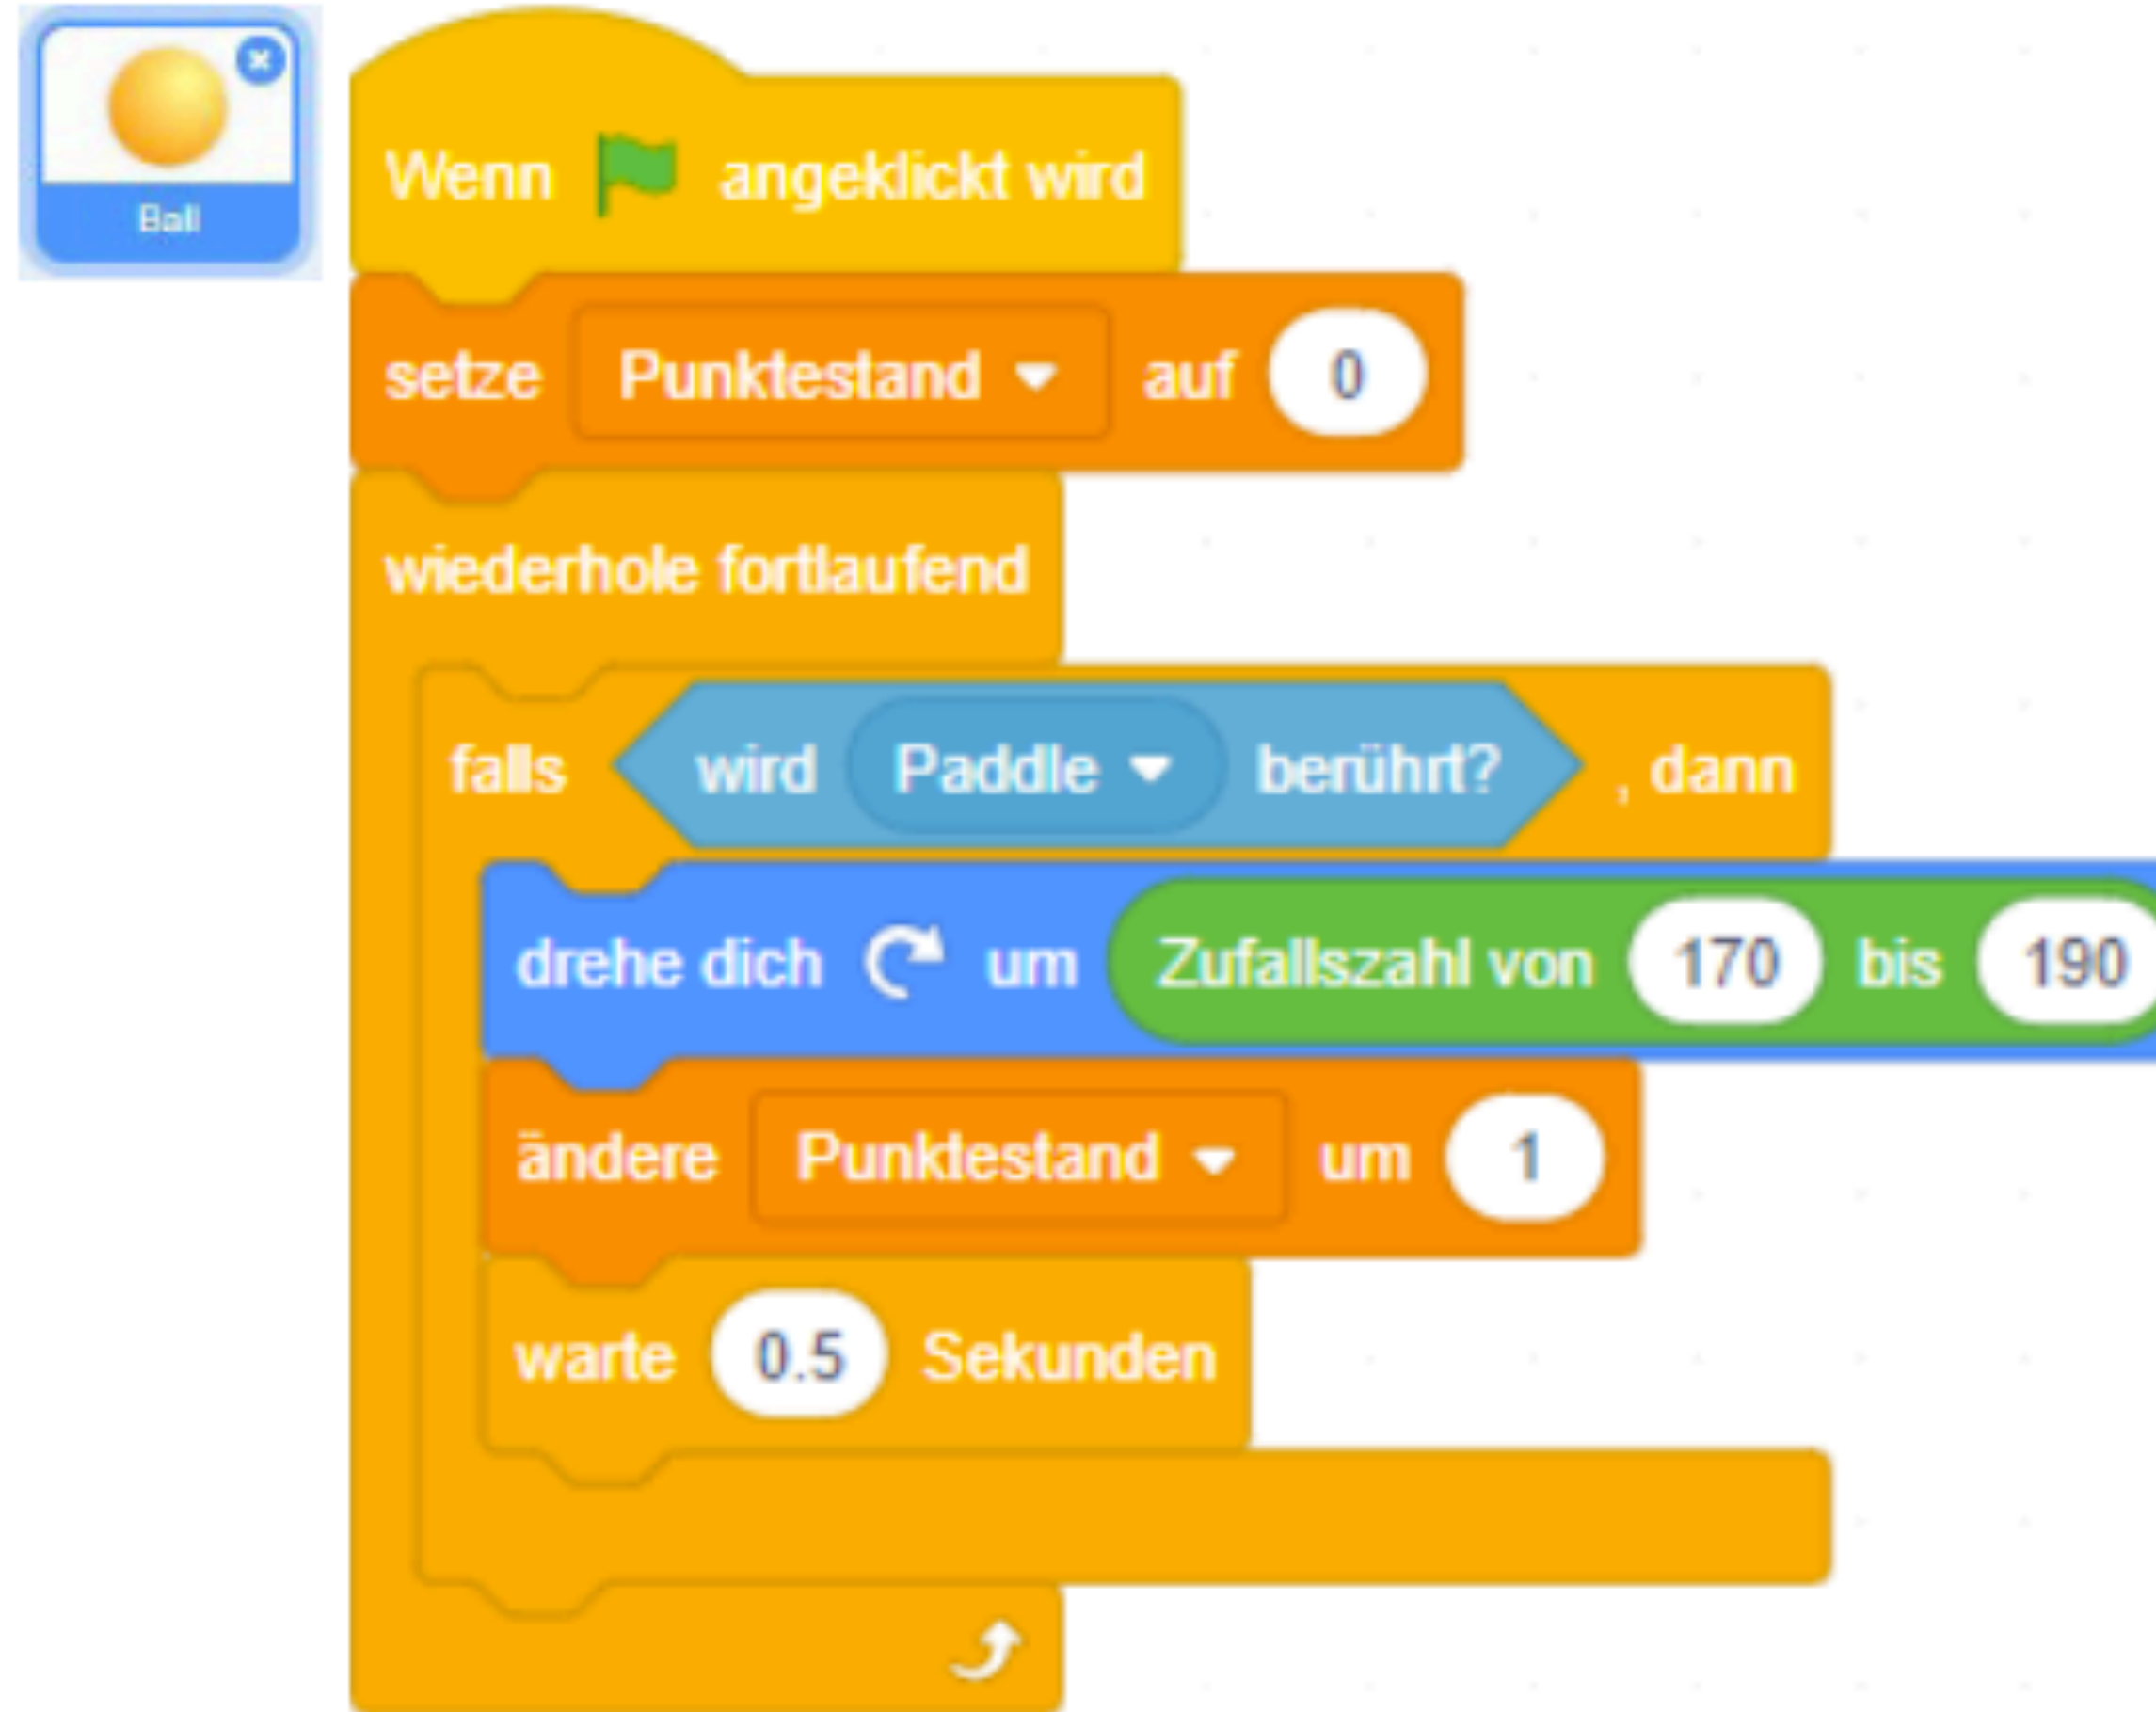 Ball
Wenn angeklickt wird
setze Punktestand auf 0
wiederhole fortlaufend
falls wird Paddle berührt? , dann
drehe dich um Zufallszahl von 170 bis 190
ändere Punktestand um 1
warte 0.5 Sekunden